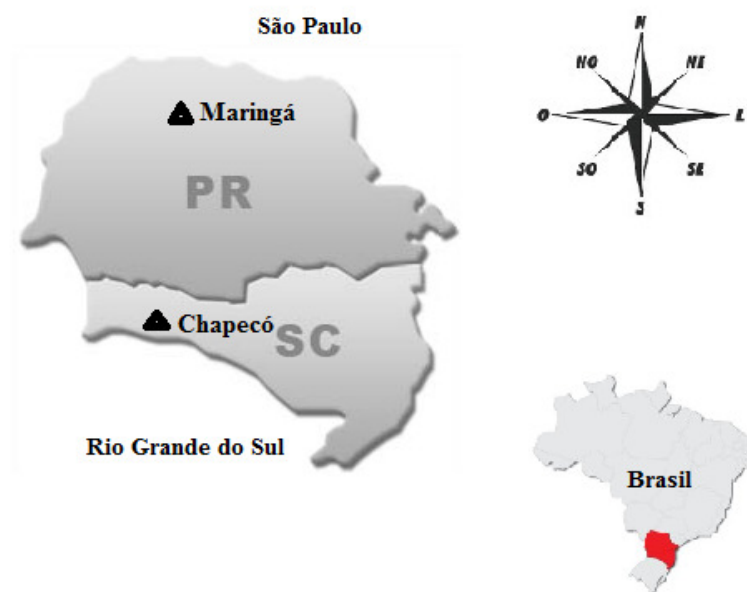 São Paulo
Maringá
PR
Chapecó
SC
Rio Grande do Sul
N
NO
NE
O
L
SO
SE
S
Brasil